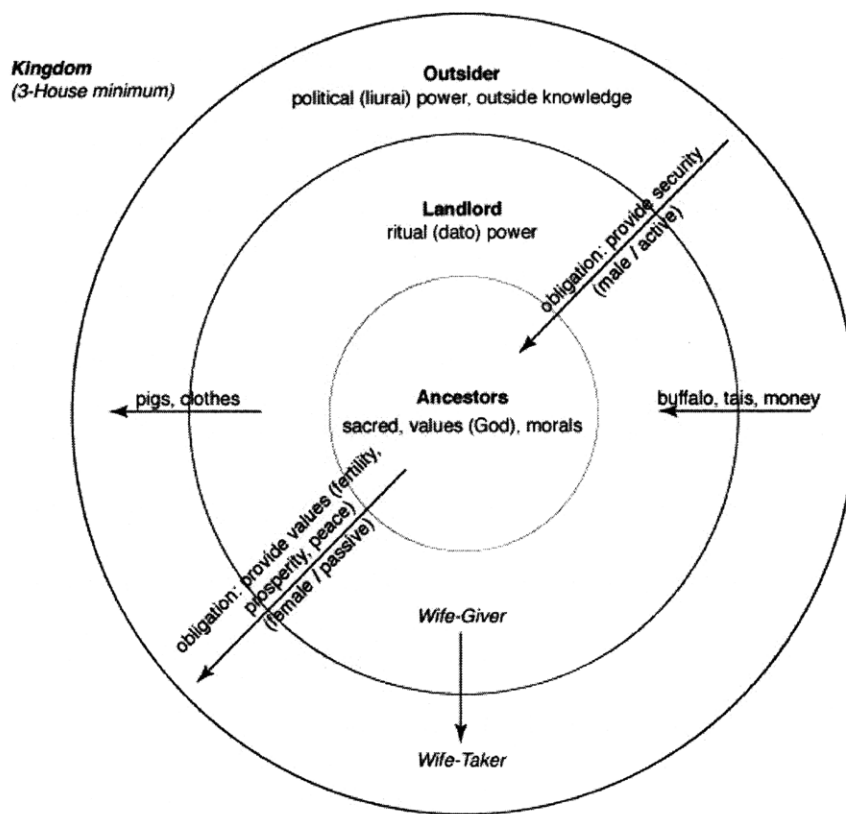 Kingdom
(3-House minimum)
Outsider
political (liurai) power, outside knowledge
Landlord
ritual (dato) power
obligation: provide security
(male / active)
Ancestors
sacred, values (God), morals
pigs, clothes
buffalo, tais, money
obligation: provide values (fertility,
prosperity, peace)
(female / passive)
Wife-Giver
Wife-Taker